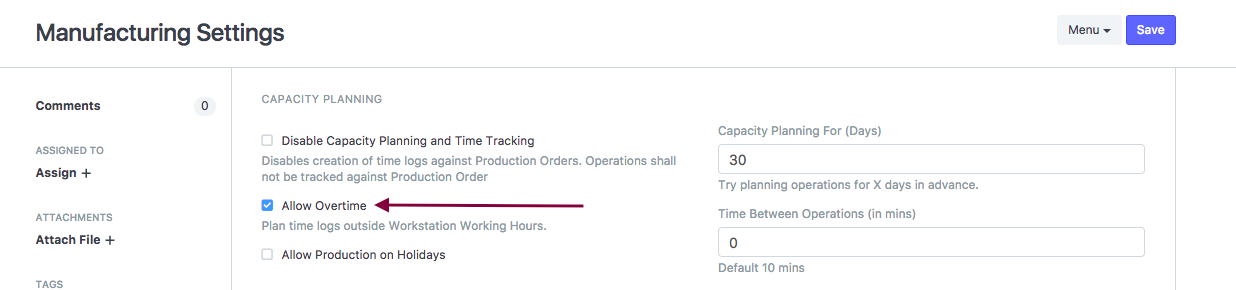 Manufacturing Settings
Menu
Save
Comments
0
ASSIGNED TO
Assign +
ATTACHMENTS
Attach File +
TAGS
CAPACITY PLANNING
Disable Capacity Planning and Time Tracking
Disables creation of time logs against Production Orders. Operations shall
not be tracked against Production Order
Allow Overtime
Plan time logs outside Workstation Working Hours.
Allow Production on Holidays
Capacity Planning For (Days)
30
Try planning operations for X days in advance.
Time Between Operations (in mins)
0
Default 10 mins